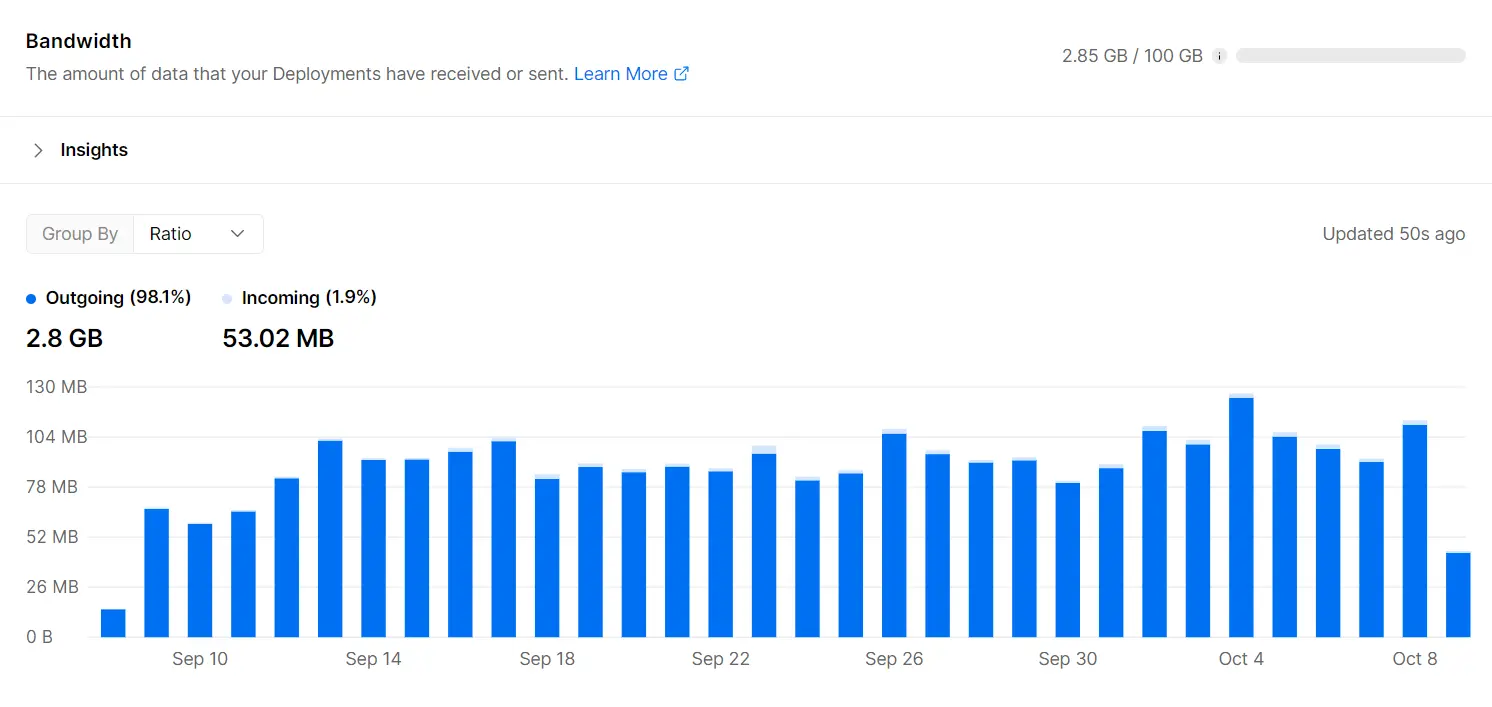 Bandwidth
The amount of data that your Deployments have received or sent. Learn More
2.85 GB / 100 GB
Insights
Group By Ratio
Updated 50s ago
Outgoing (98.1%) Incoming (1.9%)
2.8 GB 53.02 MB
130 MB
104 MB
78 MB
52 MB
26 MB
0 B
Sep 10 Sep 14 Sep 18 Sep 22 Sep 26 Sep 30 Oct 4 Oct 8